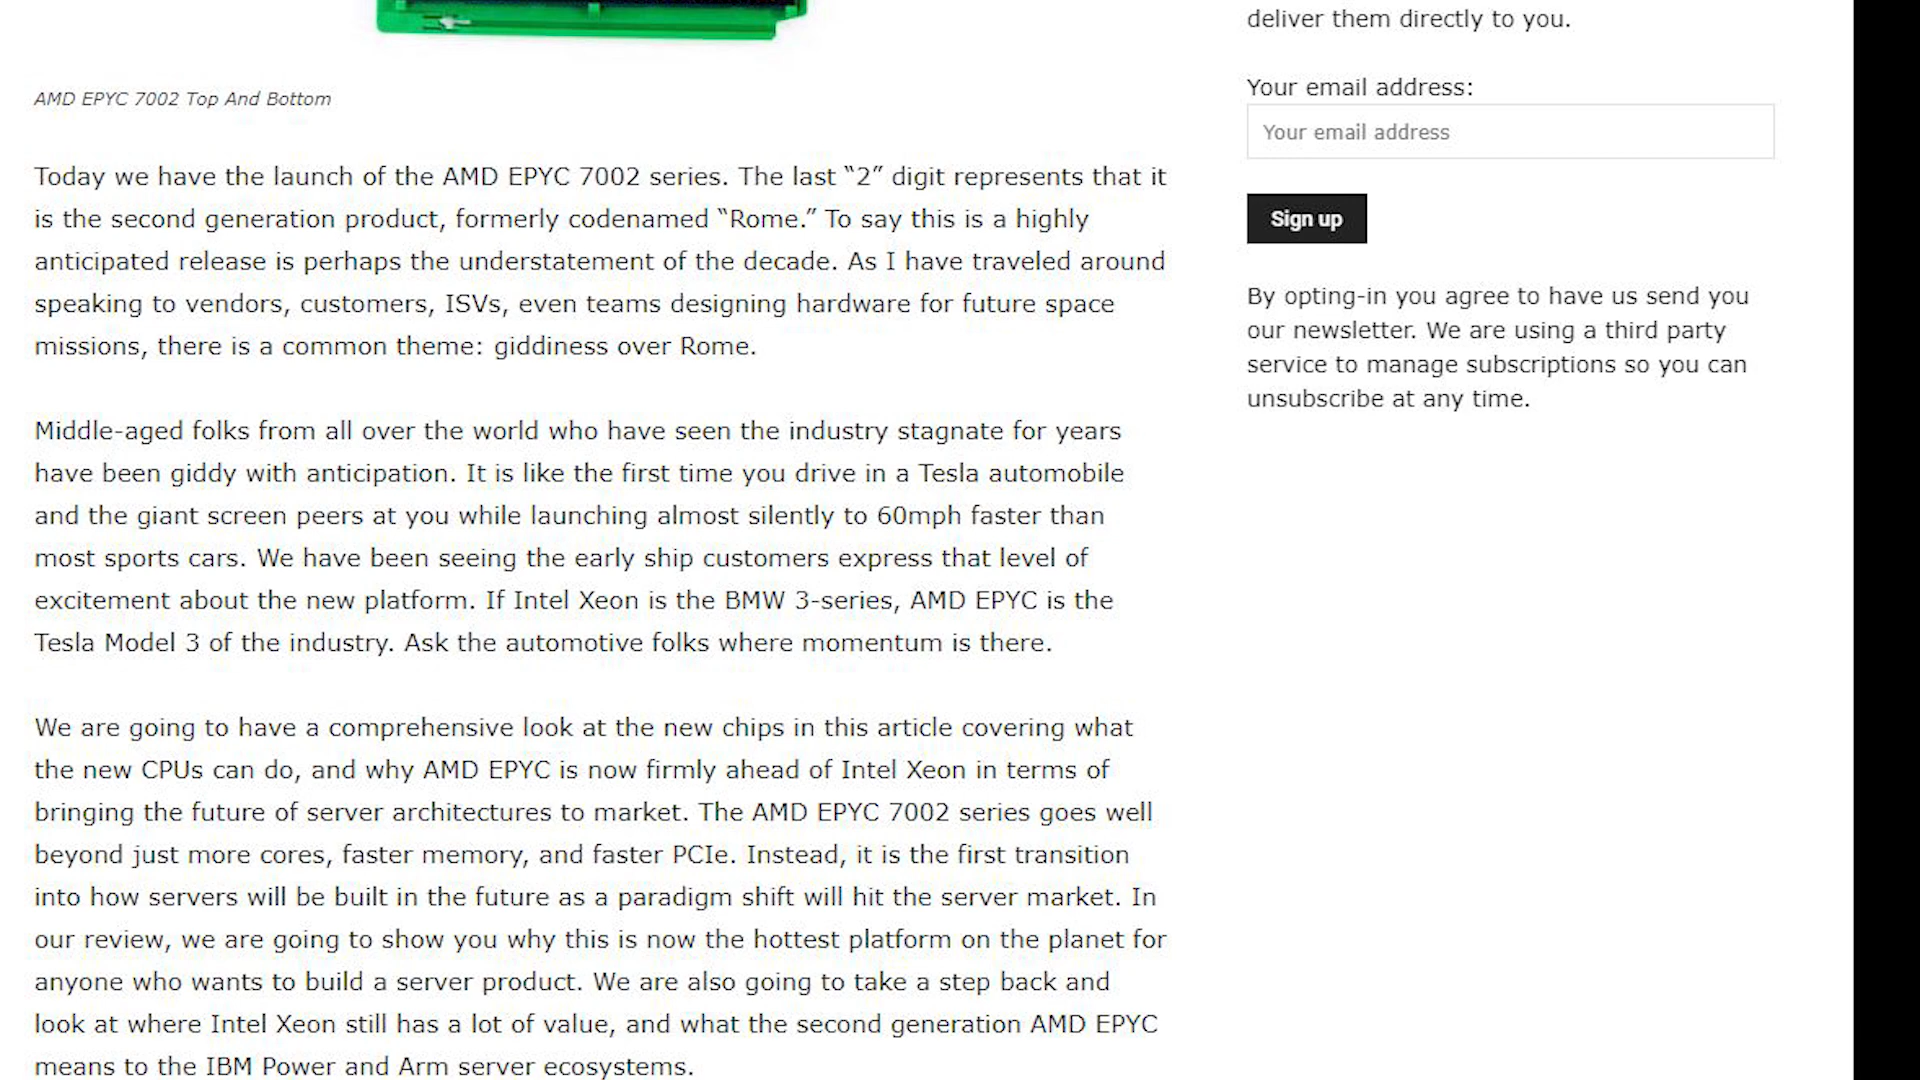 AMD EPYC 7002 Top And Bottom
Today we have the launch of the AMD EPYC 7002 series. The last “2” digit represents that it
is the second generation product, formerly codenamed “Rome.” To say this is a highly
anticipated release is perhaps the understatement of the decade. As I have traveled around
speaking to vendors, customers, ISVs, even teams designing hardware for future space
missions, there is a common theme: giddiness over Rome.
Middle-aged folks from all over the world who have seen the industry stagnate for years
have been giddy with anticipation. It is like the first time you drive in a Tesla automobile
and the giant screen peers at you while launching almost silently to 60mph faster than
most sports cars. We have been seeing the early ship customers express that level of
excitement about the new platform. If Intel Xeon is the BMW 3-series, AMD EPYC is the
Tesla Model 3 of the industry. Ask the automotive folks where momentum is there.
We are going to have a comprehensive look at the new chips in this article covering what
the new CPUs can do, and why AMD EPYC is now firmly ahead of Intel Xeon in terms of
bringing the future of server architectures to market. The AMD EPYC 7002 series goes well
beyond just more cores, faster memory, and faster PCIe. Instead, it is the first transition
into how servers will be built in the future as a paradigm shift will hit the server market. In
our review, we are going to show you why this is now the hottest platform on the planet for
anyone who wants to build a server product. We are also going to take a step back and
look at where Intel Xeon still has a lot of value, and what the second generation AMD EPYC
means to the IBM Power and Arm server ecosystems.
deliver them directly to you.
Your email address:
Your email address
Sign up
By opting-in you agree to have us send you
our newsletter. We are using a third party
service to manage subscriptions so you can
unsubscribe at any time.